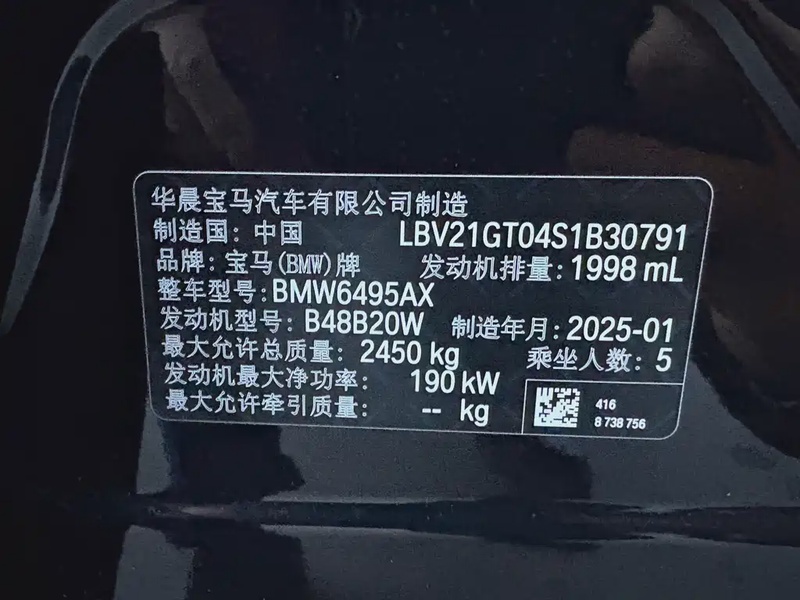 华晨宝马汽车有限公司制造
制造国: 中国 LBV21GT04S1B30791
品牌: 宝马(BMW)牌 发动机排量: 1998 mL
整车型号: BMW6495AX
发动机型号: B48B20W 制造年月: 2025-01
最大允许总质量: 2450 kg 乘坐人数: 5
发动机最大净功率: 190 kW
最大允许牵引质量: -- kg
416
8 738 756